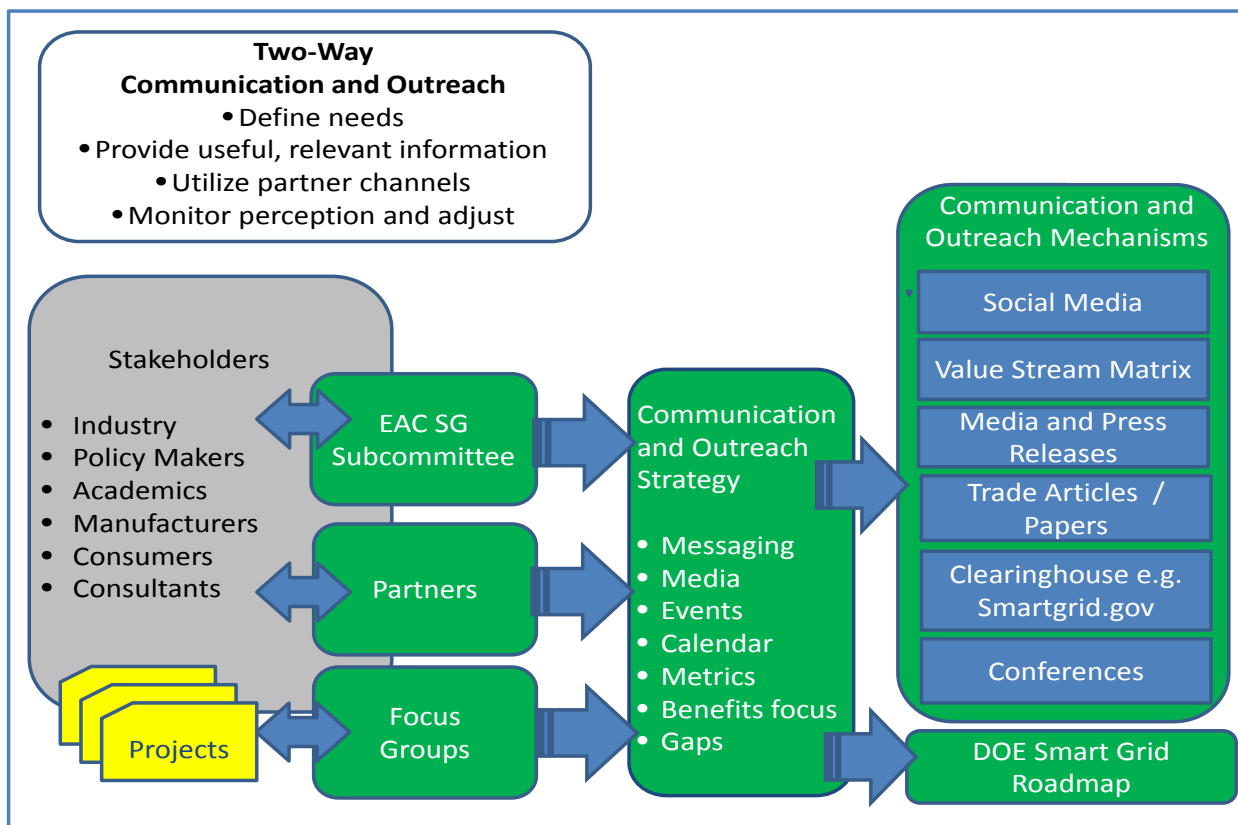 Two-Way
Communication and Outreach
•Define needs
•Provide useful, relevant information
•Utilize partner channels
•Monitor perception and adjust
Stakeholders
• Industry
• Policy Makers
• Academics
• Manufacturers
• Consumers
• Consultants
Projects
EAC SG
Subcommittee
Partners
Focus
Groups
Communication
and Outreach
Strategy
• Messaging
• Media
• Events
• Calendar
• Metrics
• Benefits focus
• Gaps
Communication and
Outreach Mechanisms
Social Media
Value Stream Matrix
Media and Press
Releases
Trade Articles /
Papers
Clearinghouse e.g.
Smartgrid.gov
Conferences
DOE Smart Grid
Roadmap